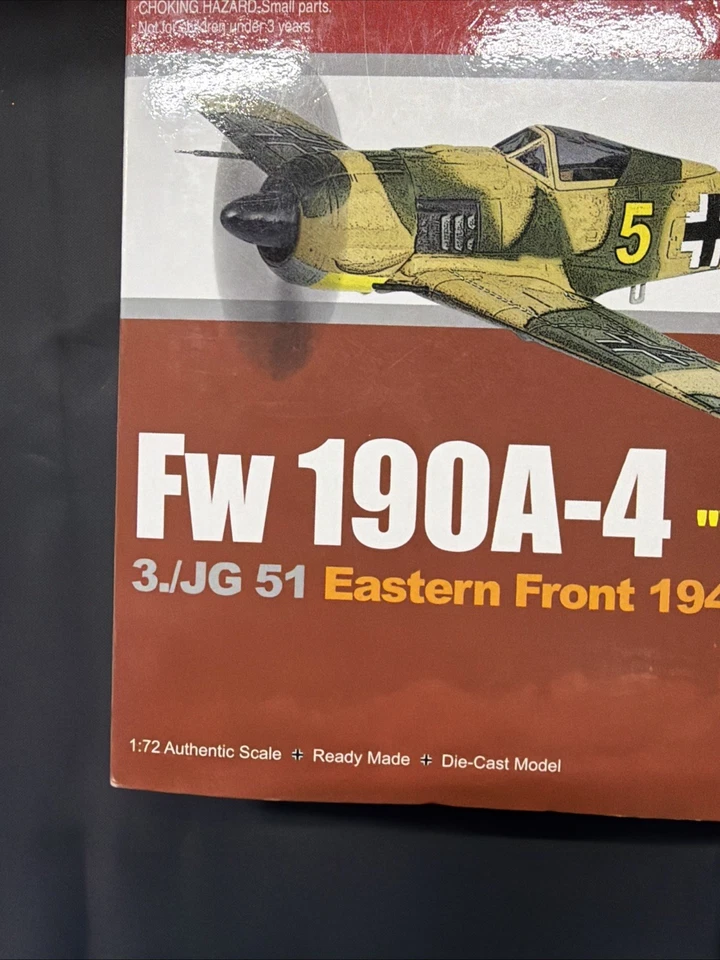 CHOKING HAZARD-Small parts.
Not for children under 3 years.
5
Fw 190A-4 "
3./JG 51 Eastern Front 194
1:72 Authentic Scale Ready Made Die-Cast Model